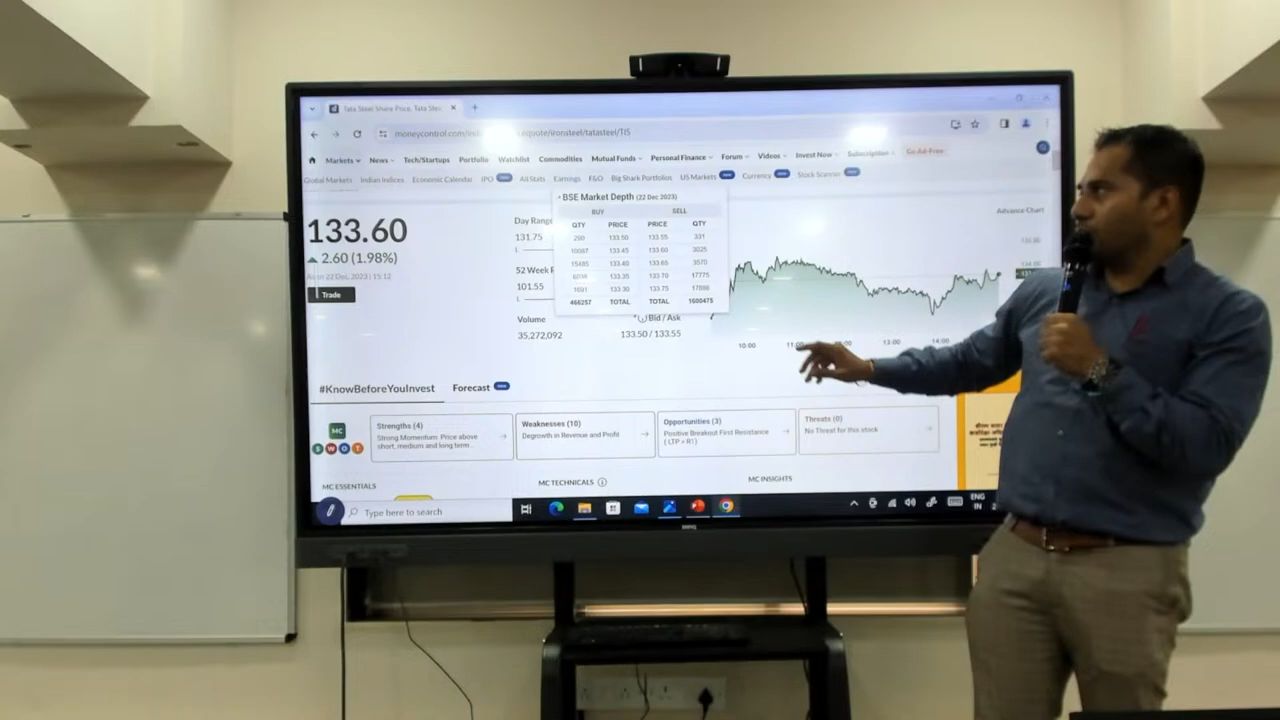 Tata Steel Share Price, Tata Stee
moneycontrol.com/in equote/ironsteel/tatasteel/TIS
Markets News Tech/Startups Portfolio Watchlist Commodities Mutual Funds Personal Finance Forum Videos Invest Now Subscription Go Ad-Free
Global Markets Indian Indices Economic Calendar IPO All Stats Earnings F&O Big Shark Portfolios US Markets Currency Stock Scanner
BSE Market Depth (22 Dec 2023)
BUY SELL
QTY PRICE PRICE QTY
200 133.50 133.55 331
10087 133.45 133.60 3025
15485 133.40 133.65 3570
133.35 133.70 17775
1691 133.30 133.75
466257 TOTAL TOTAL 1600475
133.60
2.60 (1.98%)
As on 22 Dec, 2023 | 15:12
Trade
Day Rang
131.75
52 Week
101.55
Volume
35,272,092
Bid / Ask
133.50 / 133.55
Advance Chart
10:00 11:00 13:00 14:00
#KnowBeforeYouInvest Forecast
MC
S W O T
Strengths (4)
Strong Momentum: Price above
short, medium and long term ..
Weaknesses (10)
Degrowth in Revenue and Profit
Opportunities (3)
Positive Breakout First Resistance
( LTP > R1)
Threats (0)
No Threat for this stock
MC ESSENTIALS
MC TECHNICALS
MC INSIGHTS
Type here to search
ENG
IN
BenQ